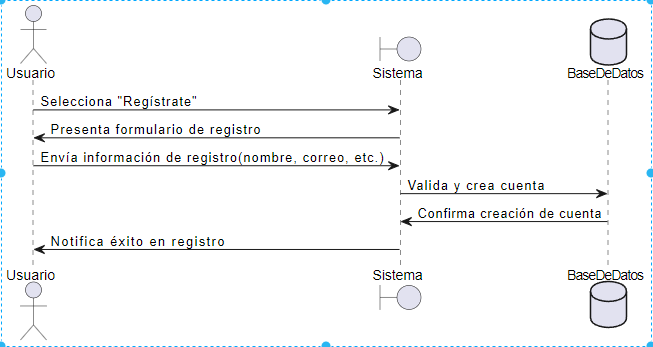 Usuario
Sistema
BaseDeDatos
Selecciona "Regístrate"
Presenta formulario de registro
Envía información de registro(nombre, correo, etc.)
Valida y crea cuenta
Confirma creación de cuenta
Notifica éxito en registro
Usuario
Sistema
BaseDeDatos